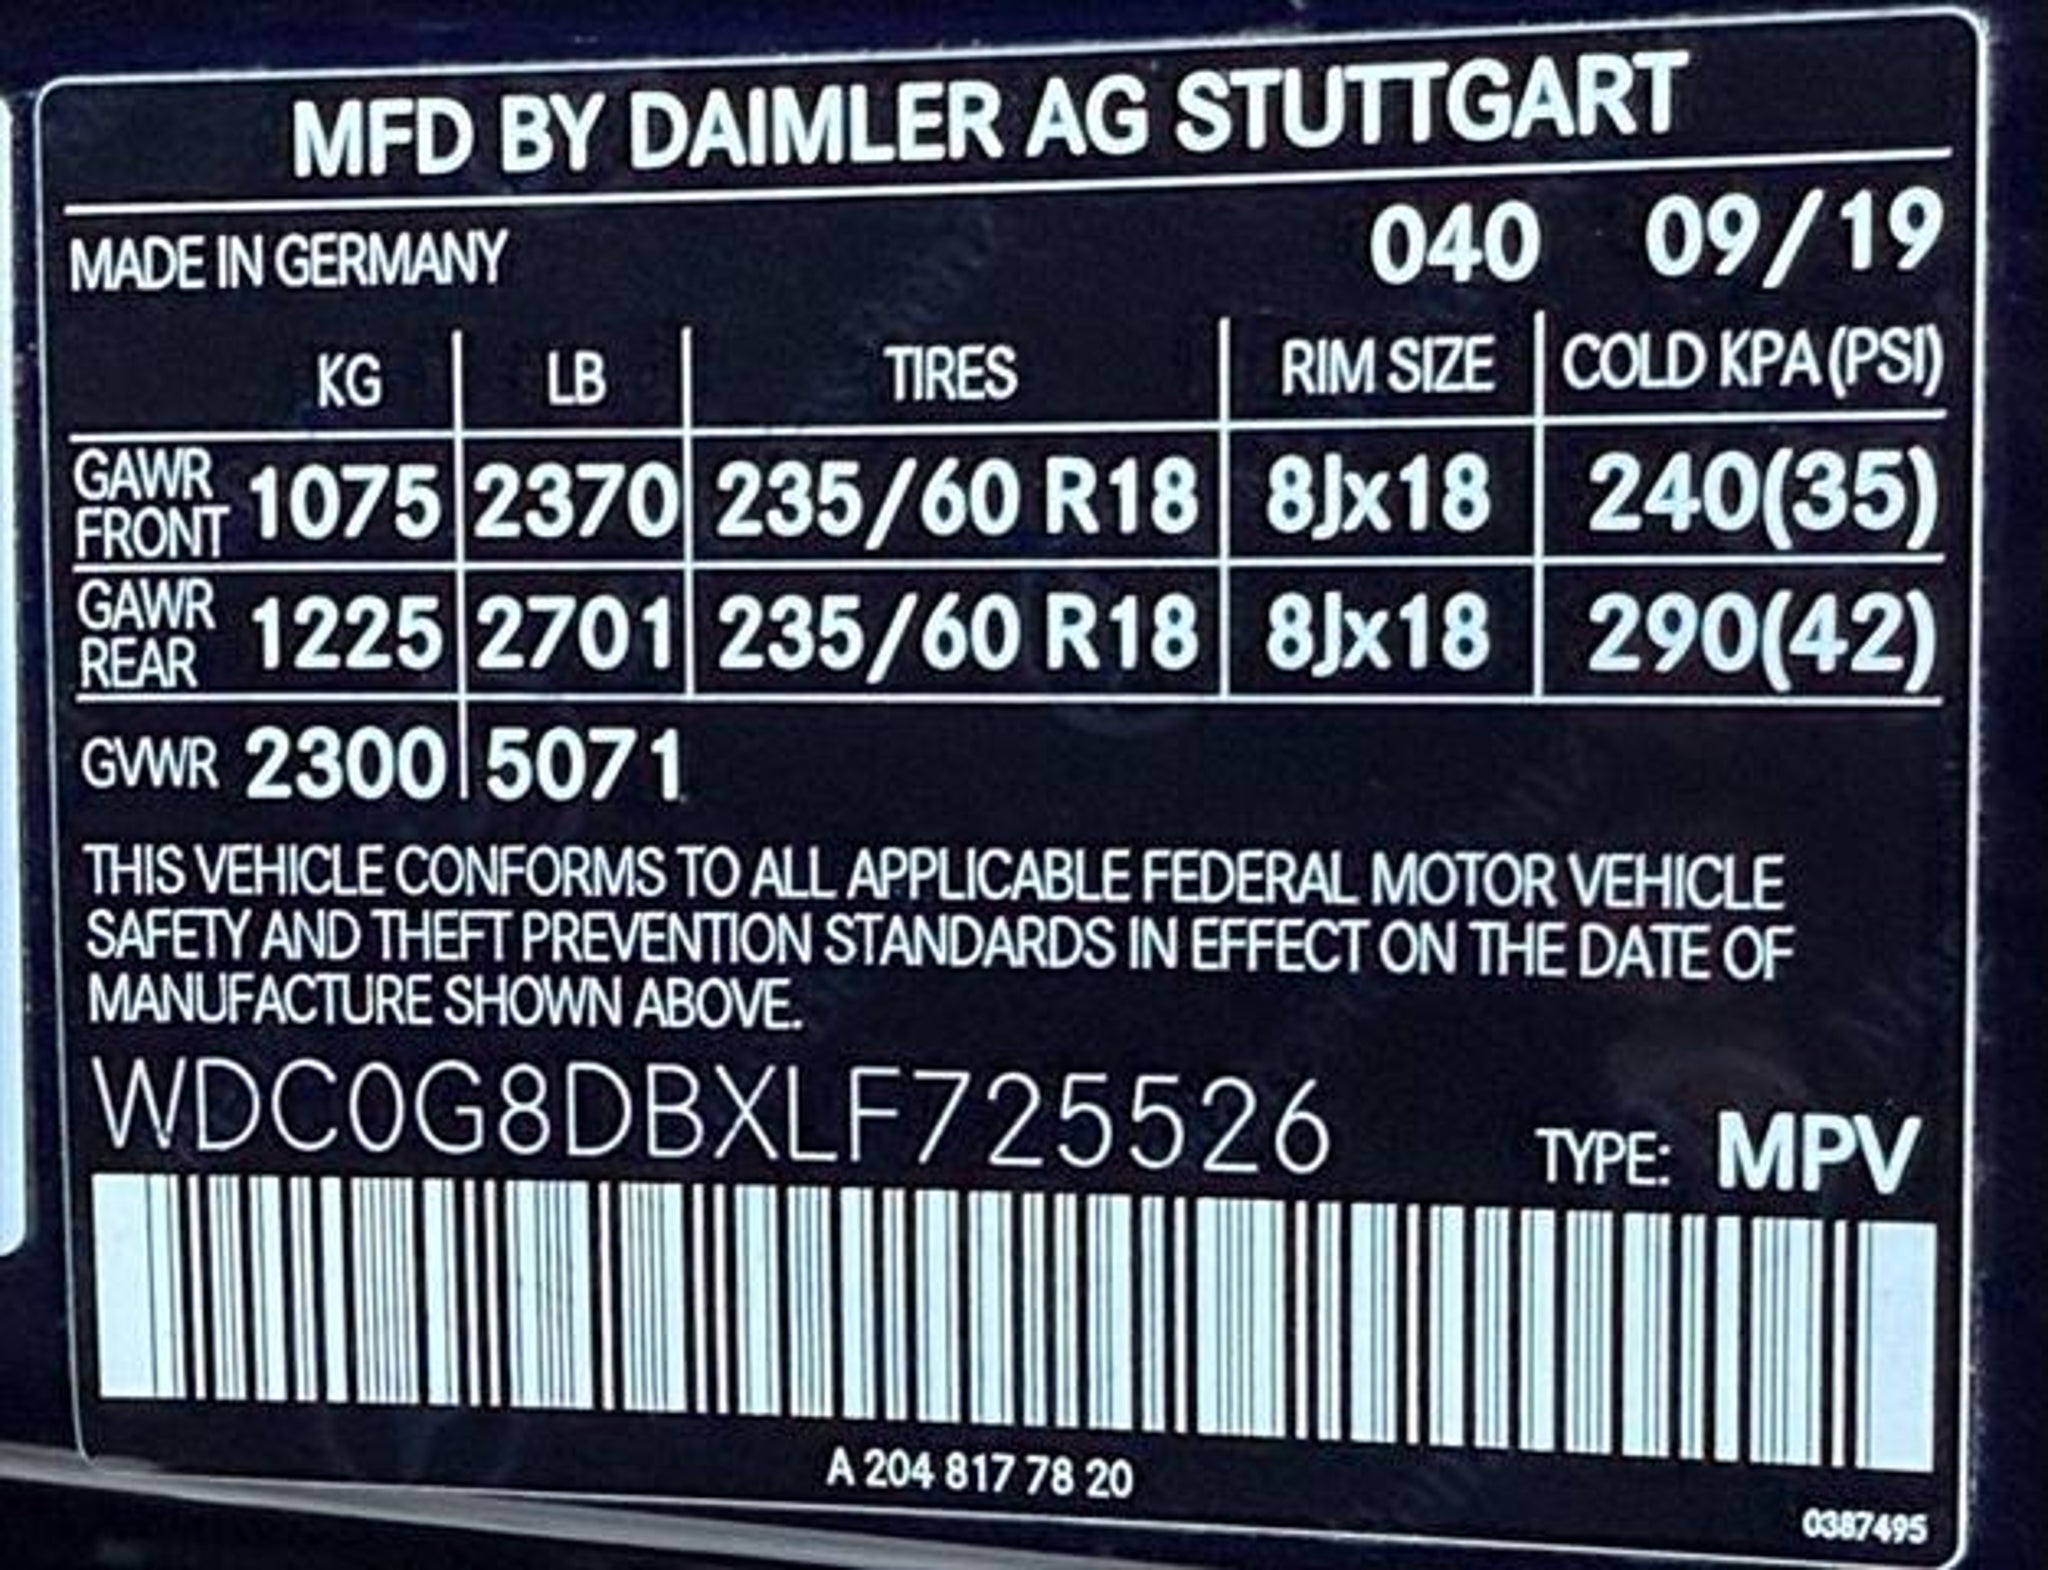 MFD BY DAIMLER AG STUTTGART
MADE IN GERMANY 040 09/19
KG LB TIRES RIM SIZE COLD KPA (PSI)
GAWR FRONT 1075 2370 235/60 R18 8Jx18 240(35)
GAWR REAR 1225 2701 235/60 R18 8Jx18 290(42)
GVWR 2300 5071
THIS VEHICLE CONFORMS TO ALL APPLICABLE FEDERAL MOTOR VEHICLE
SAFETY AND THEFT PREVENTION STANDARDS IN EFFECT ON THE DATE OF
MANUFACTURE SHOWN ABOVE.
WDC0G8DBXLF725526 TYPE: MPV
A 204 817 78 20
0387495